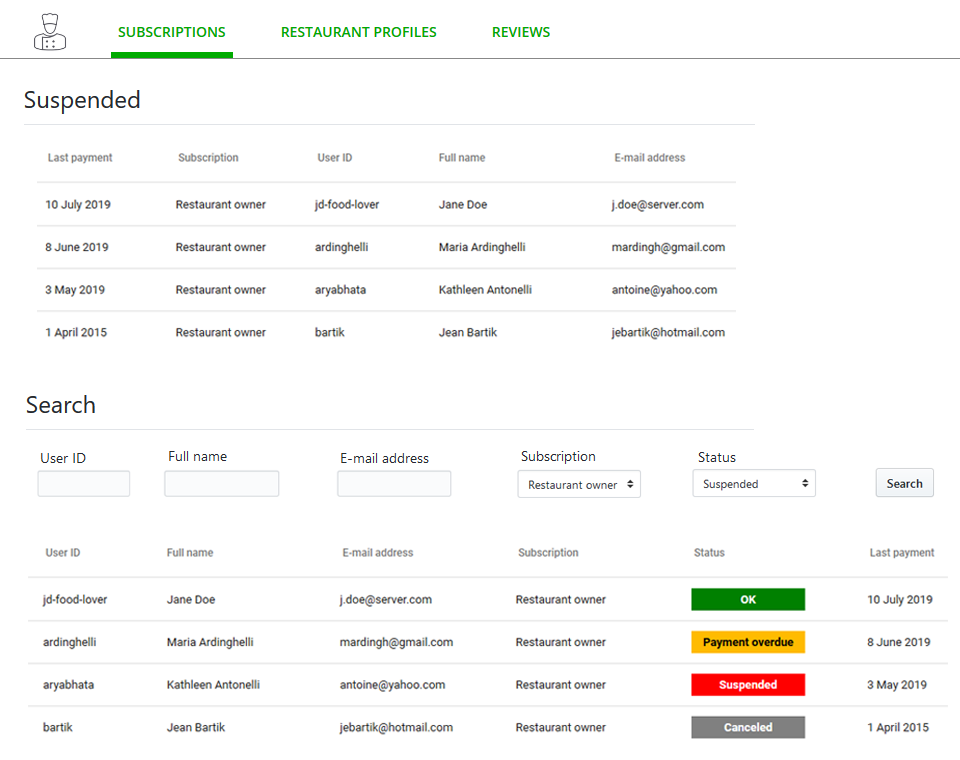 SUBSCRIPTIONS RESTAURANT PROFILES REVIEWS
Suspended
Last payment Subscription User ID Full name E-mail address
10 July 2019 Restaurant owner jd-food-lover Jane Doe j.doe@server.com
8 June 2019 Restaurant owner ardinghelli Maria Ardinghelli mardingh@gmail.com
3 May 2019 Restaurant owner aryabhata Kathleen Antonelli antoine@yahoo.com
1 April 2015 Restaurant owner bartik Jean Bartik jebartik@hotmail.com
Search
User ID Full name E-mail address Subscription Status
Restaurant owner Suspended Search
User ID Full name E-mail address Subscription Status Last payment
jd-food-lover Jane Doe j.doe@server.com Restaurant owner OK 10 July 2019
ardinghelli Maria Ardinghelli mardingh@gmail.com Restaurant owner Payment overdue 8 June 2019
aryabhata Kathleen Antonelli antoine@yahoo.com Restaurant owner Suspended 3 May 2019
bartik Jean Bartik jebartik@hotmail.com Restaurant owner Canceled 1 April 2015